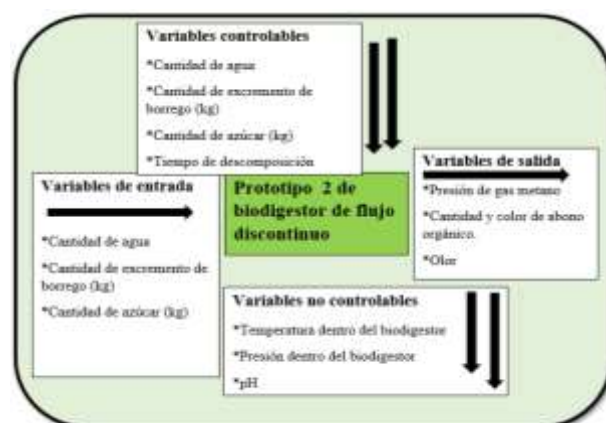 Variables controlables
*Cantidad de agua
*Cantidad de excremento de
borrego (kg)
*Cantidad de azúcar (kg)
*Tiempo de descomposición
Variables de entrada
*Cantidad de agua
*Cantidad de excremento de
borrego (kg)
*Cantidad de azúcar (kg)
Prototipo 2 de
biodigestor de flujo
discontinuo
Variables de salida
*Presión de gas metano
*Cantidad y color de abono
orgánico.
*Olor
Variables no controlables
*Temperatura dentro del biodigestor
*Presión dentro del biodigestor
*pH